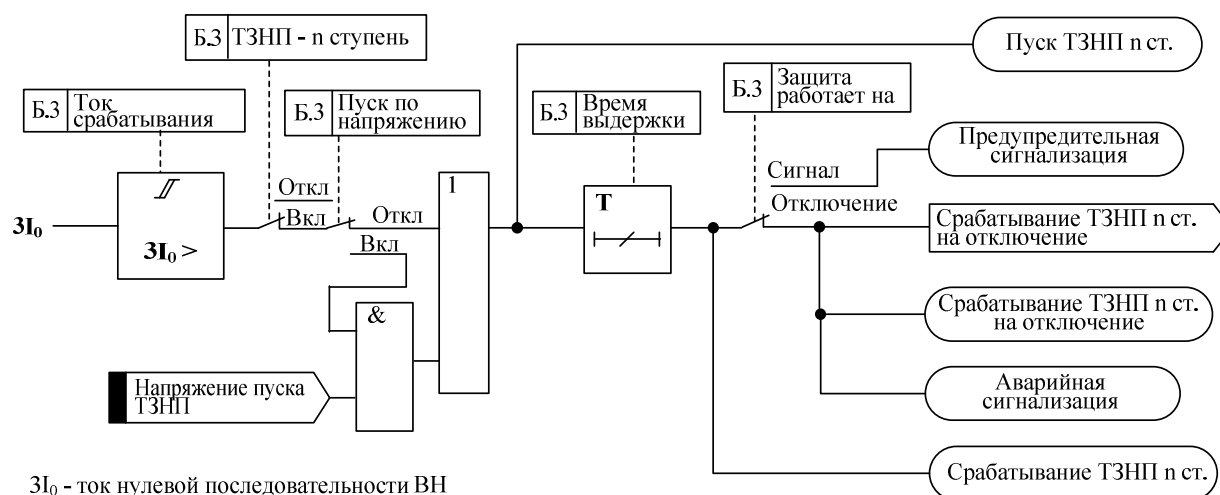 Б.3 ТЗНП - n ступень
Пуск ТЗНП n ст.
Б.3 Ток
срабатывания
Б.3 Пуск по
напряжению
Б.3 Время
выдержки
Б.3 Защита
работает на
Предупредительная
сигнализация
Сигнал
Отключение
3I₀
3I₀ >
Откл
Вкл
Откл
Вкл
1
T
Срабатывание ТЗНП n ст.
на отключение
&
Срабатывание ТЗНП n ст.
на отключение
Напряжение пуска
ТЗНП
Аварийная
сигнализация
Срабатывание ТЗНП n ст.
3I₀ - ток нулевой последовательности ВН